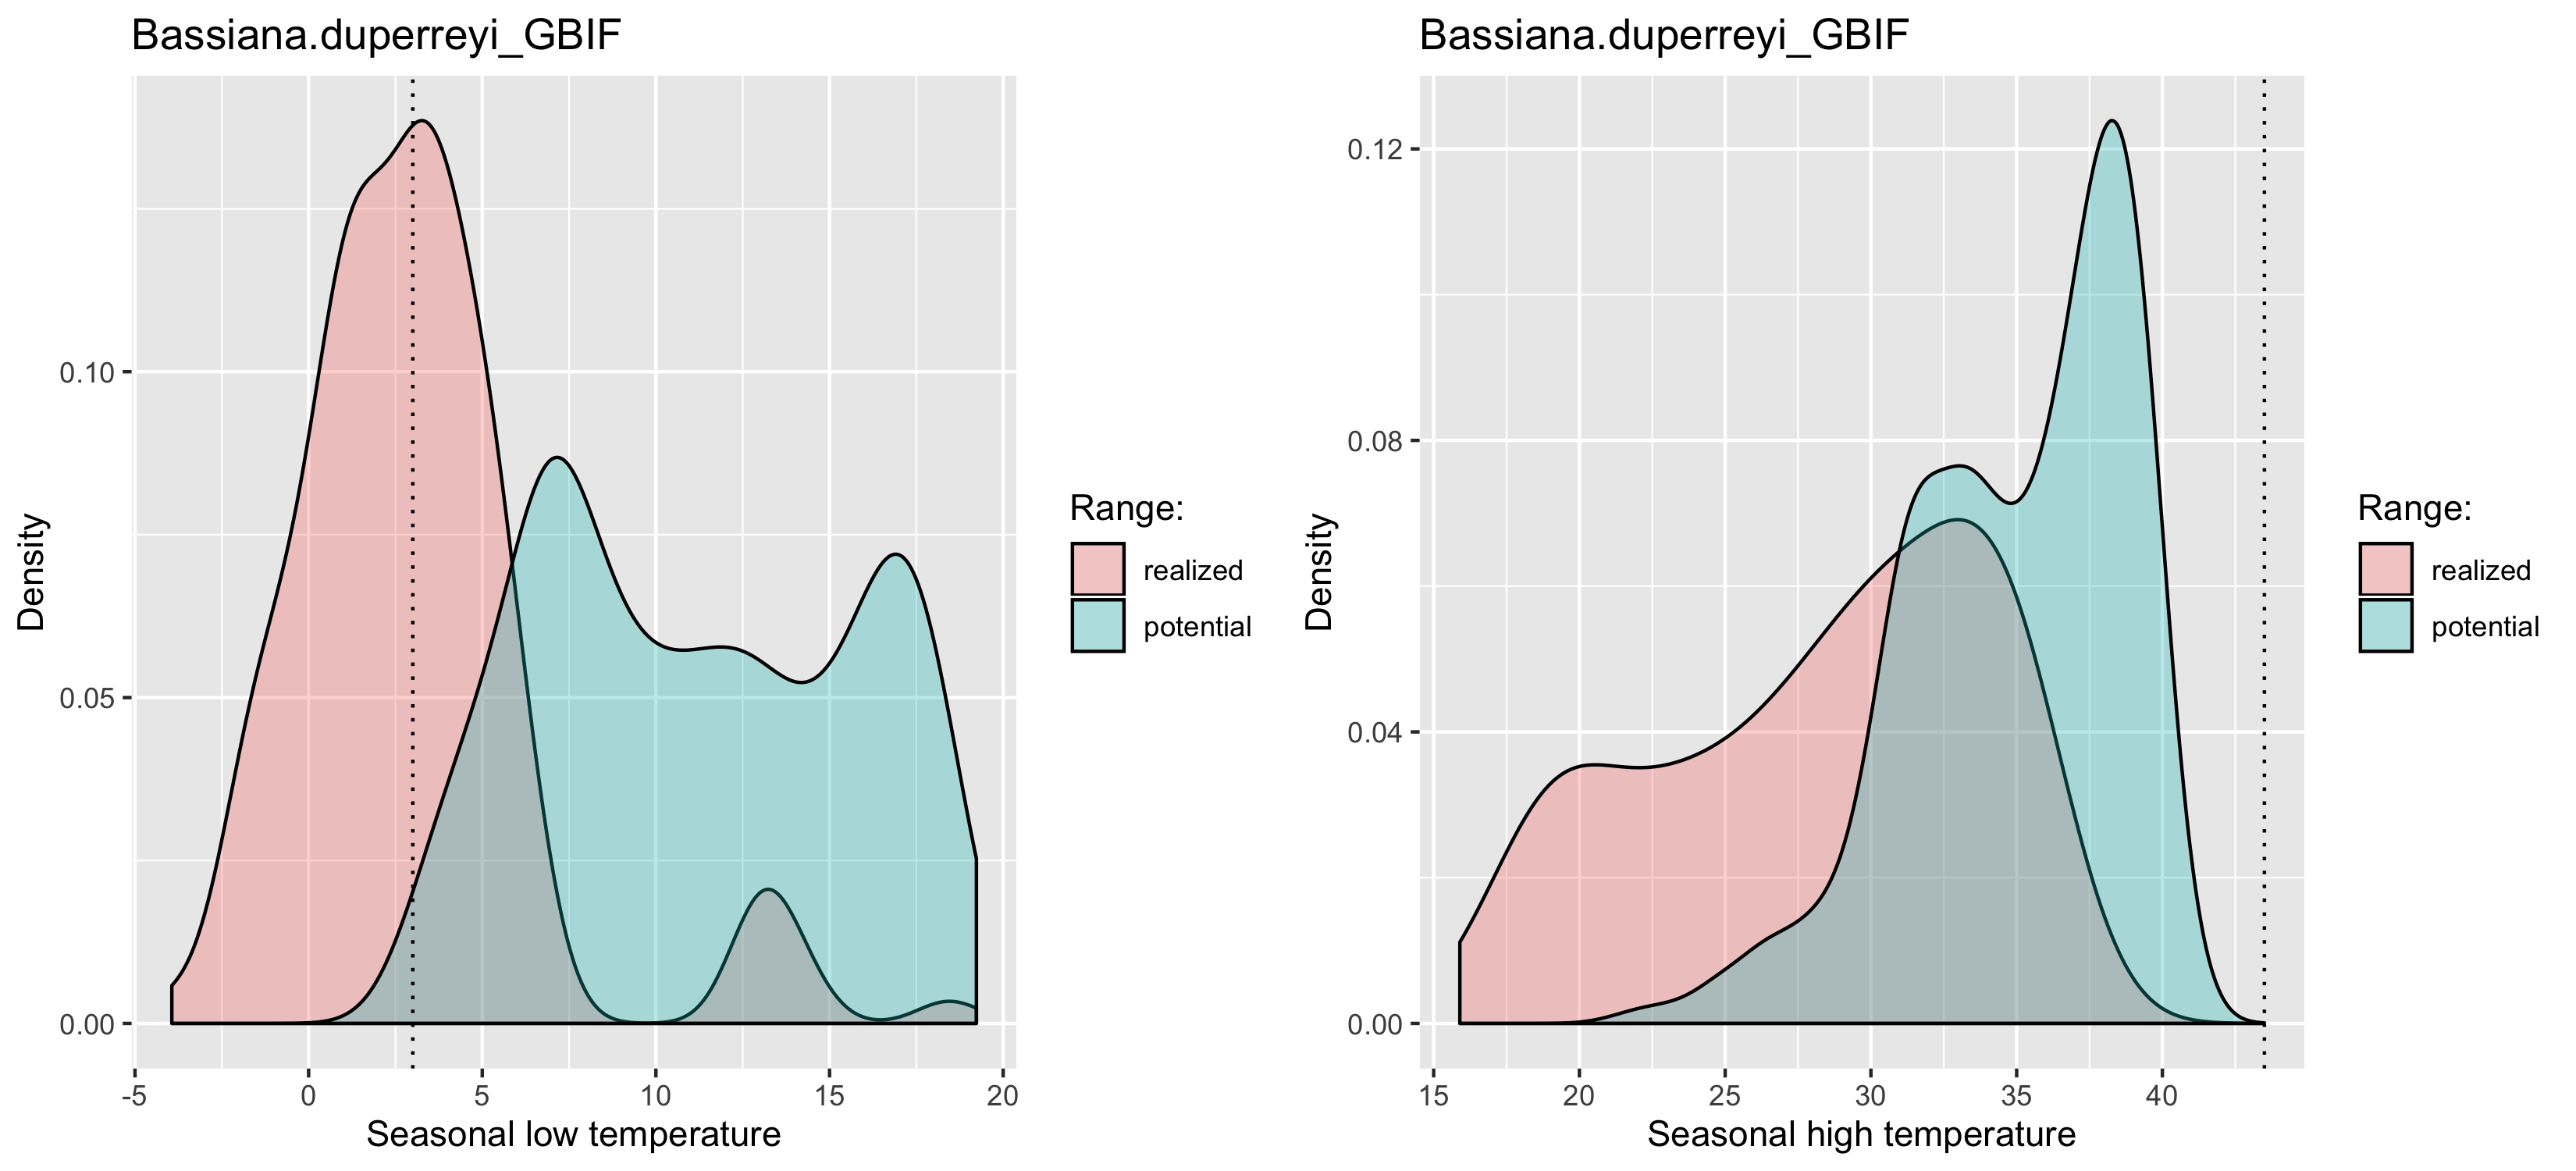 Bassiana.duperreyi_GBIF
Density
0.10
0.05
0.00
-5 0 5 10 15 20
Seasonal low temperature
Range:
realized
potential
Bassiana.duperreyi_GBIF
Density
0.12
0.08
0.04
0.00
15 20 25 30 35 40
Seasonal high temperature
Range:
realized
potential